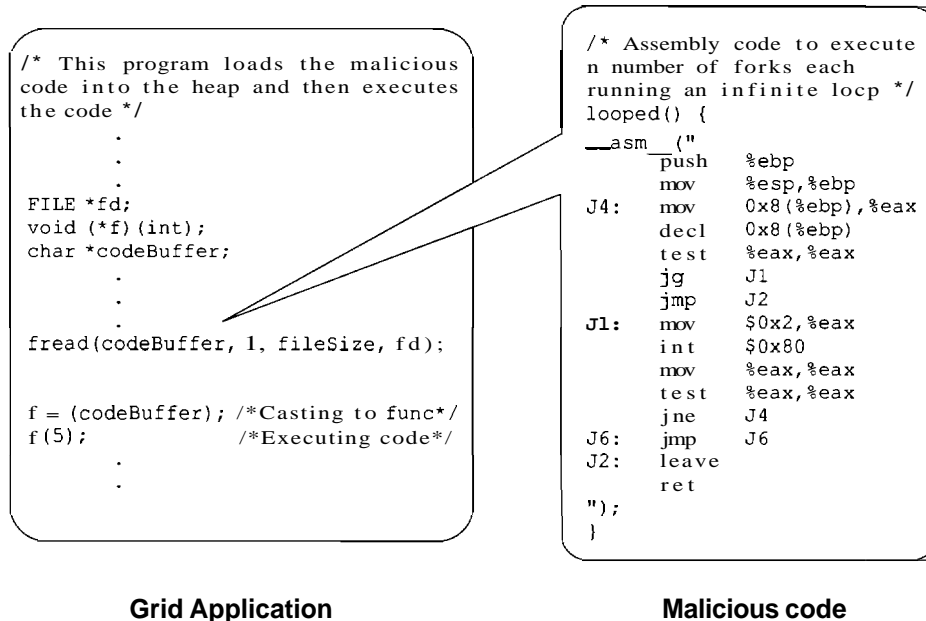 /* This program loads the malicious
code into the heap and then executes
the code */
.
.
.
FILE *fd;
void (*f)(int);
char *codeBuffer;
.
.
.
fread(codeBuffer, 1, fileSize, fd);
f = (codeBuffer); /*Casting to func*/
f(5); /*Executing code*/
.
.
Grid Application
/* Assembly code to execute
n number of forks each
running an infinite locp */
looped() {
__asm__("
push %ebp
mov %esp,%ebp
J4: mov 0x8(%ebp),%eax
decl 0x8(%ebp)
test %eax,%eax
jg J1
jmp J2
J1: mov $0x2,%eax
int $0x80
mov %eax,%eax
test %eax,%eax
jne J4
J6: jmp J6
J2: leave
ret
");
}
Malicious code